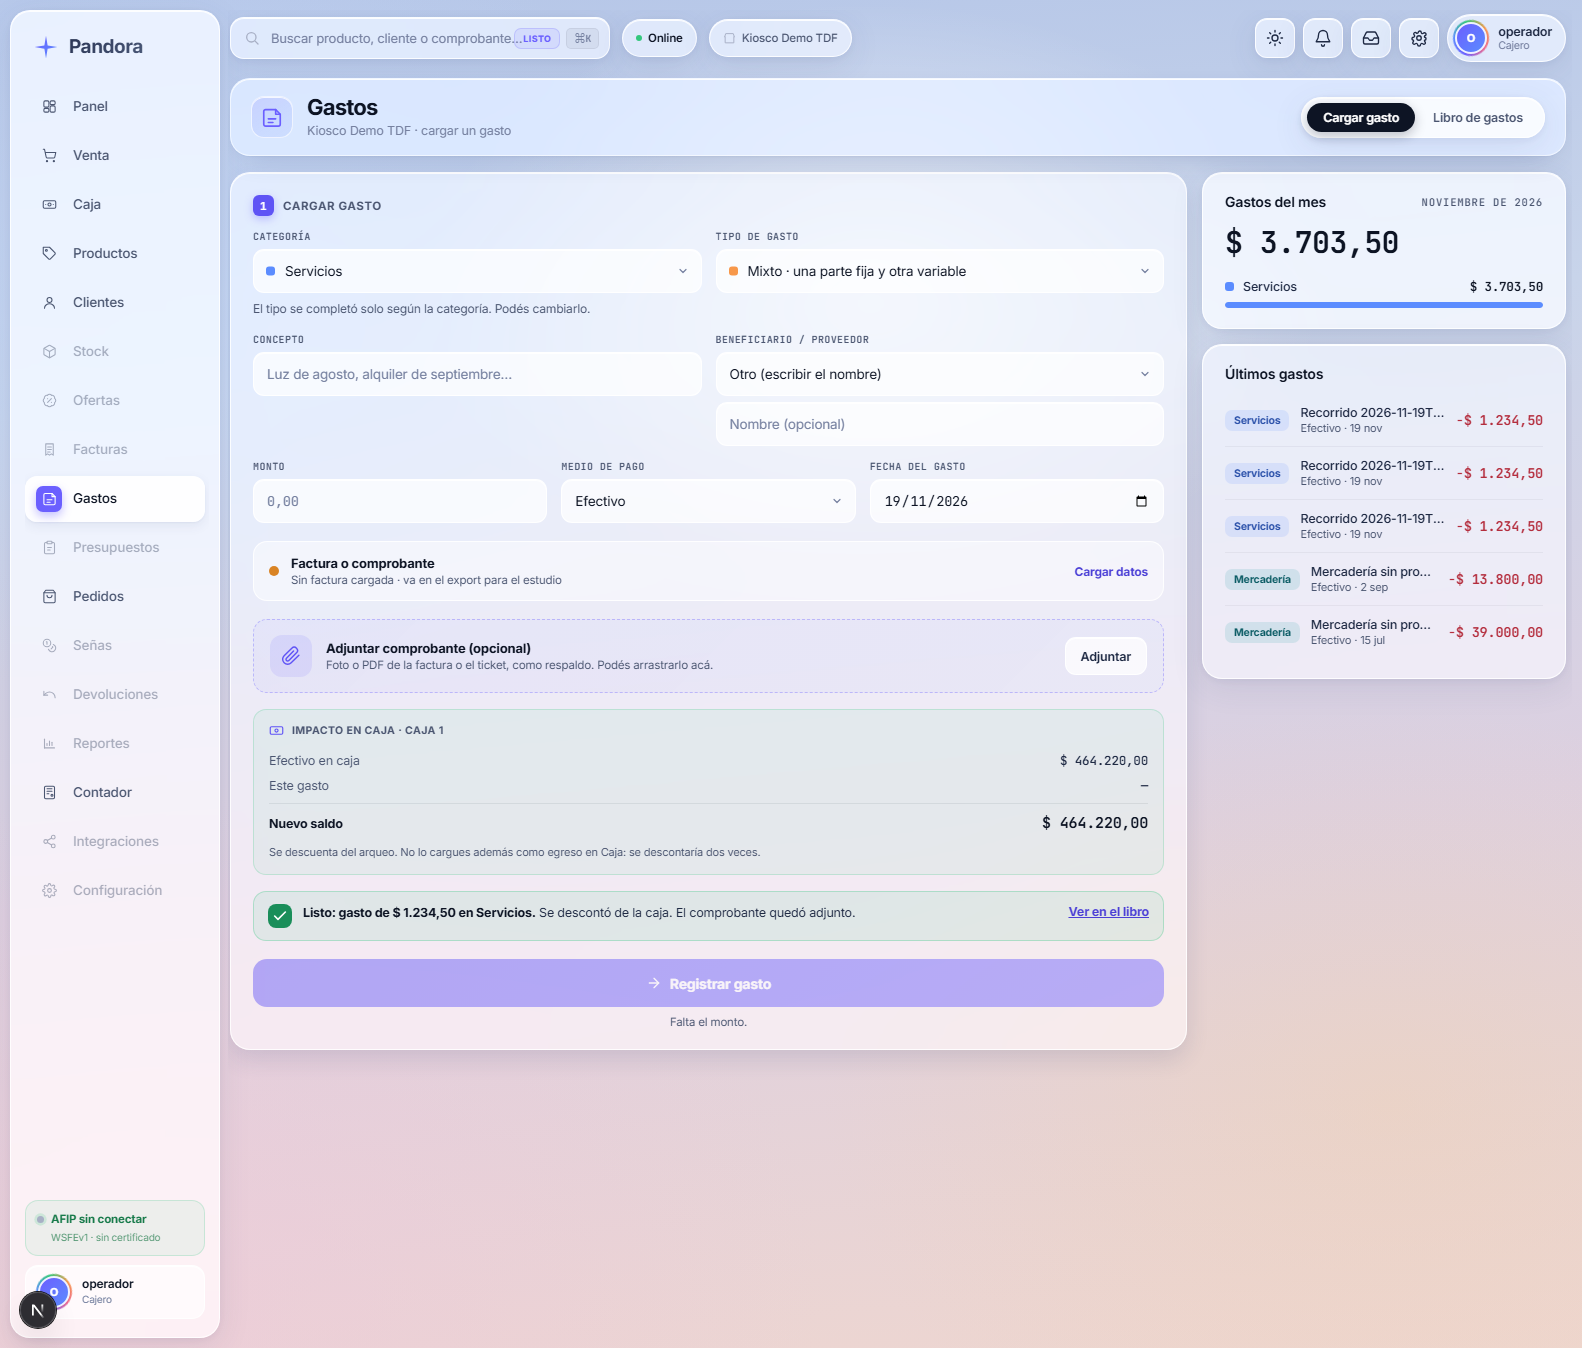 Pandora
Buscar producto, cliente o comprobante...
LISTO
⌘K
Online
Kiosco Demo TDF
O
operador
Cajero
Panel
Venta
Caja
Productos
Clientes
Stock
Ofertas
Facturas
Gastos
Presupuestos
Pedidos
Señas
Devoluciones
Reportes
Contador
Integraciones
Configuración
AFIP sin conectar
WSFEv1 · sin certificado
O
operador
Cajero
N
Gastos
Kiosco Demo TDF · cargar un gasto
Cargar gasto
Libro de gastos
1 CARGAR GASTO
CATEGORÍA
Servicios
El tipo se completó solo según la categoría. Podés cambiarlo.
TIPO DE GASTO
Mixto · una parte fija y otra variable
CONCEPTO
Luz de agosto, alquiler de septiembre...
BENEFICIARIO / PROVEEDOR
Otro (escribir el nombre)
Nombre (opcional)
MONTO
0,00
MEDIO DE PAGO
Efectivo
FECHA DEL GASTO
19/11/2026
Factura o comprobante
Sin factura cargada · va en el export para el estudio
Cargar datos
Adjuntar comprobante (opcional)
Foto o PDF de la factura o el ticket, como respaldo. Podés arrastrarlo acá.
Adjuntar
IMPACTO EN CAJA · CAJA 1
Efectivo en caja $ 464.220,00
Este gasto —
Nuevo saldo $ 464.220,00
Se descuenta del arqueo. No lo cargues además como egreso en Caja: se descontaría dos veces.
Listo: gasto de $ 1.234,50 en Servicios. Se descontó de la caja. El comprobante quedó adjunto.
Ver en el libro
Registrar gasto
Falta el monto.
Gastos del mes
NOVIEMBRE DE 2026
$ 3.703,50
Servicios $ 3.703,50
Últimos gastos
Servicios
Recorrido 2026-11-19T...
Efectivo · 19 nov
-$ 1.234,50
Servicios
Recorrido 2026-11-19T...
Efectivo · 19 nov
-$ 1.234,50
Servicios
Recorrido 2026-11-19T...
Efectivo · 19 nov
-$ 1.234,50
Mercadería
Mercadería sin pro...
Efectivo · 2 sep
-$ 13.800,00
Mercadería
Mercadería sin pro...
Efectivo · 15 jul
-$ 39.000,00